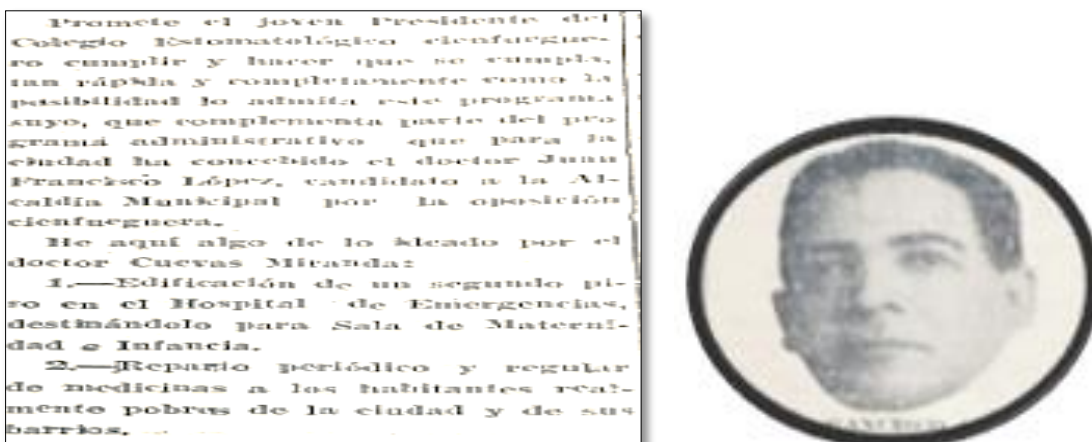 Promete el joven Presidente del
Colegio Estomatológico cienfuegue-
ro cumplir y hacer que se cumpla,
tan rápida y completamente como la
posibilidad lo admita este programa
suyo, que complementa parte del pro
grama administrativo que para la
ciudad ha concebido el doctor Juan
Francisco López, candidato a la Al-
caldía Municipal por la oposición
cienfueguera.
He aquí algo de lo ideado por el
doctor Cuevas Miranda:
1.—Edificación de un segundo pi-
so en el Hospital de Emergencias,
destinándolo para Sala de Materni-
dad e Infancia.
2.—Reparto periódico y regular
de medicinas a los habitantes real-
mente pobres de la ciudad y de sus
barrios.